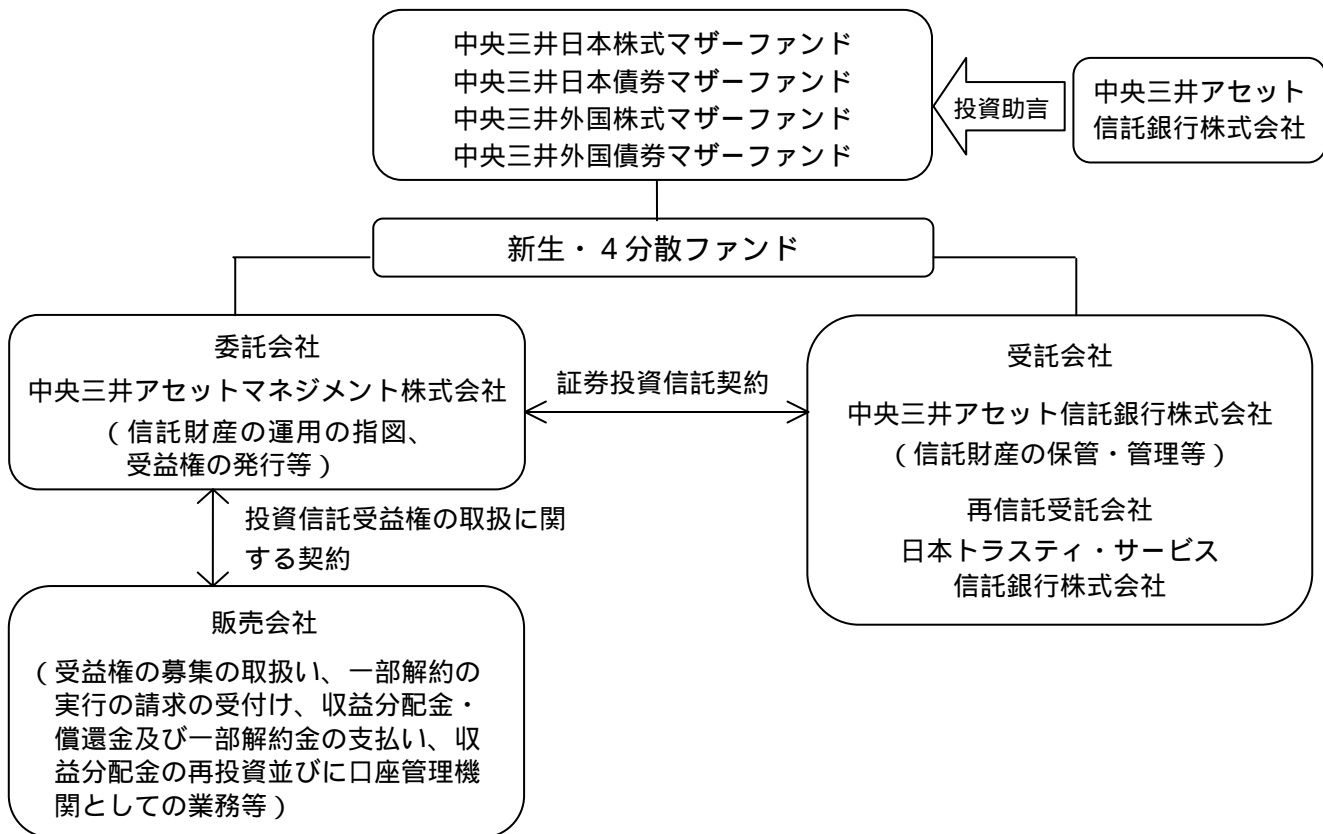 中央三井日本株式マザーファンド
中央三井日本債券マザーファンド
中央三井外国株式マザーファンド
中央三井外国債券マザーファンド
投資助言
中央三井アセット
信託銀行株式会社
新生・４分散ファンド
委託会社
中央三井アセットマネジメント株式会社
（信託財産の運用の指図、
受益権の発行等）
証券投資信託契約
受託会社
中央三井アセット信託銀行株式会社
（信託財産の保管・管理等）
再信託受託会社
日本トラスティ・サービス
信託銀行株式会社
投資信託受益権の取扱に関
する契約
販売会社
（受益権の募集の取扱い、一部解約の
実行の請求の受付け、収益分配金・
償還金及び一部解約金の支払い、収
益分配金の再投資並びに口座管理機
関としての業務等）